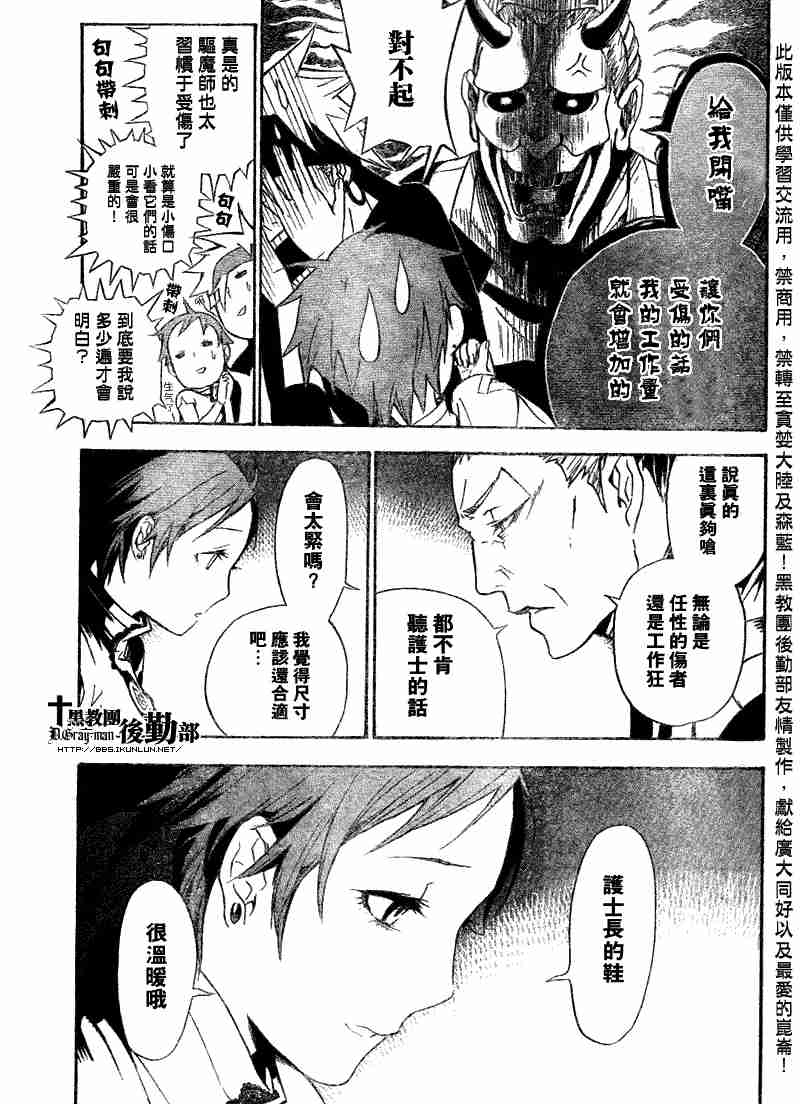 給我閉嘴
讓你們
受傷的話
我的工作量
就會增加的
對不起
真是的
驅魔師也太
習慣于受傷了
句句帶刺
就算是小傷口
小看它們的話
可是會很
嚴重的！
句句
帶刺
到底要我說
多少遍才會
明白？
生气了
說真的
這裏真夠嗆
無論是
任性的傷者
還是工作狂
都不肯
聽護士的話
會太緊嗎？
我覺得尺寸
應該還合適
吧…
護士長的鞋
很溫暖哦
黑教團
D.Gray-man-後勤部
HTTP://BBS.IKUNLUN.NET/
此版本僅供學習交流用，禁商用，禁轉至貪婪大陸及森藍！黑教團後勤部友情製作，獻給廣大同好以及最愛的崑崙！